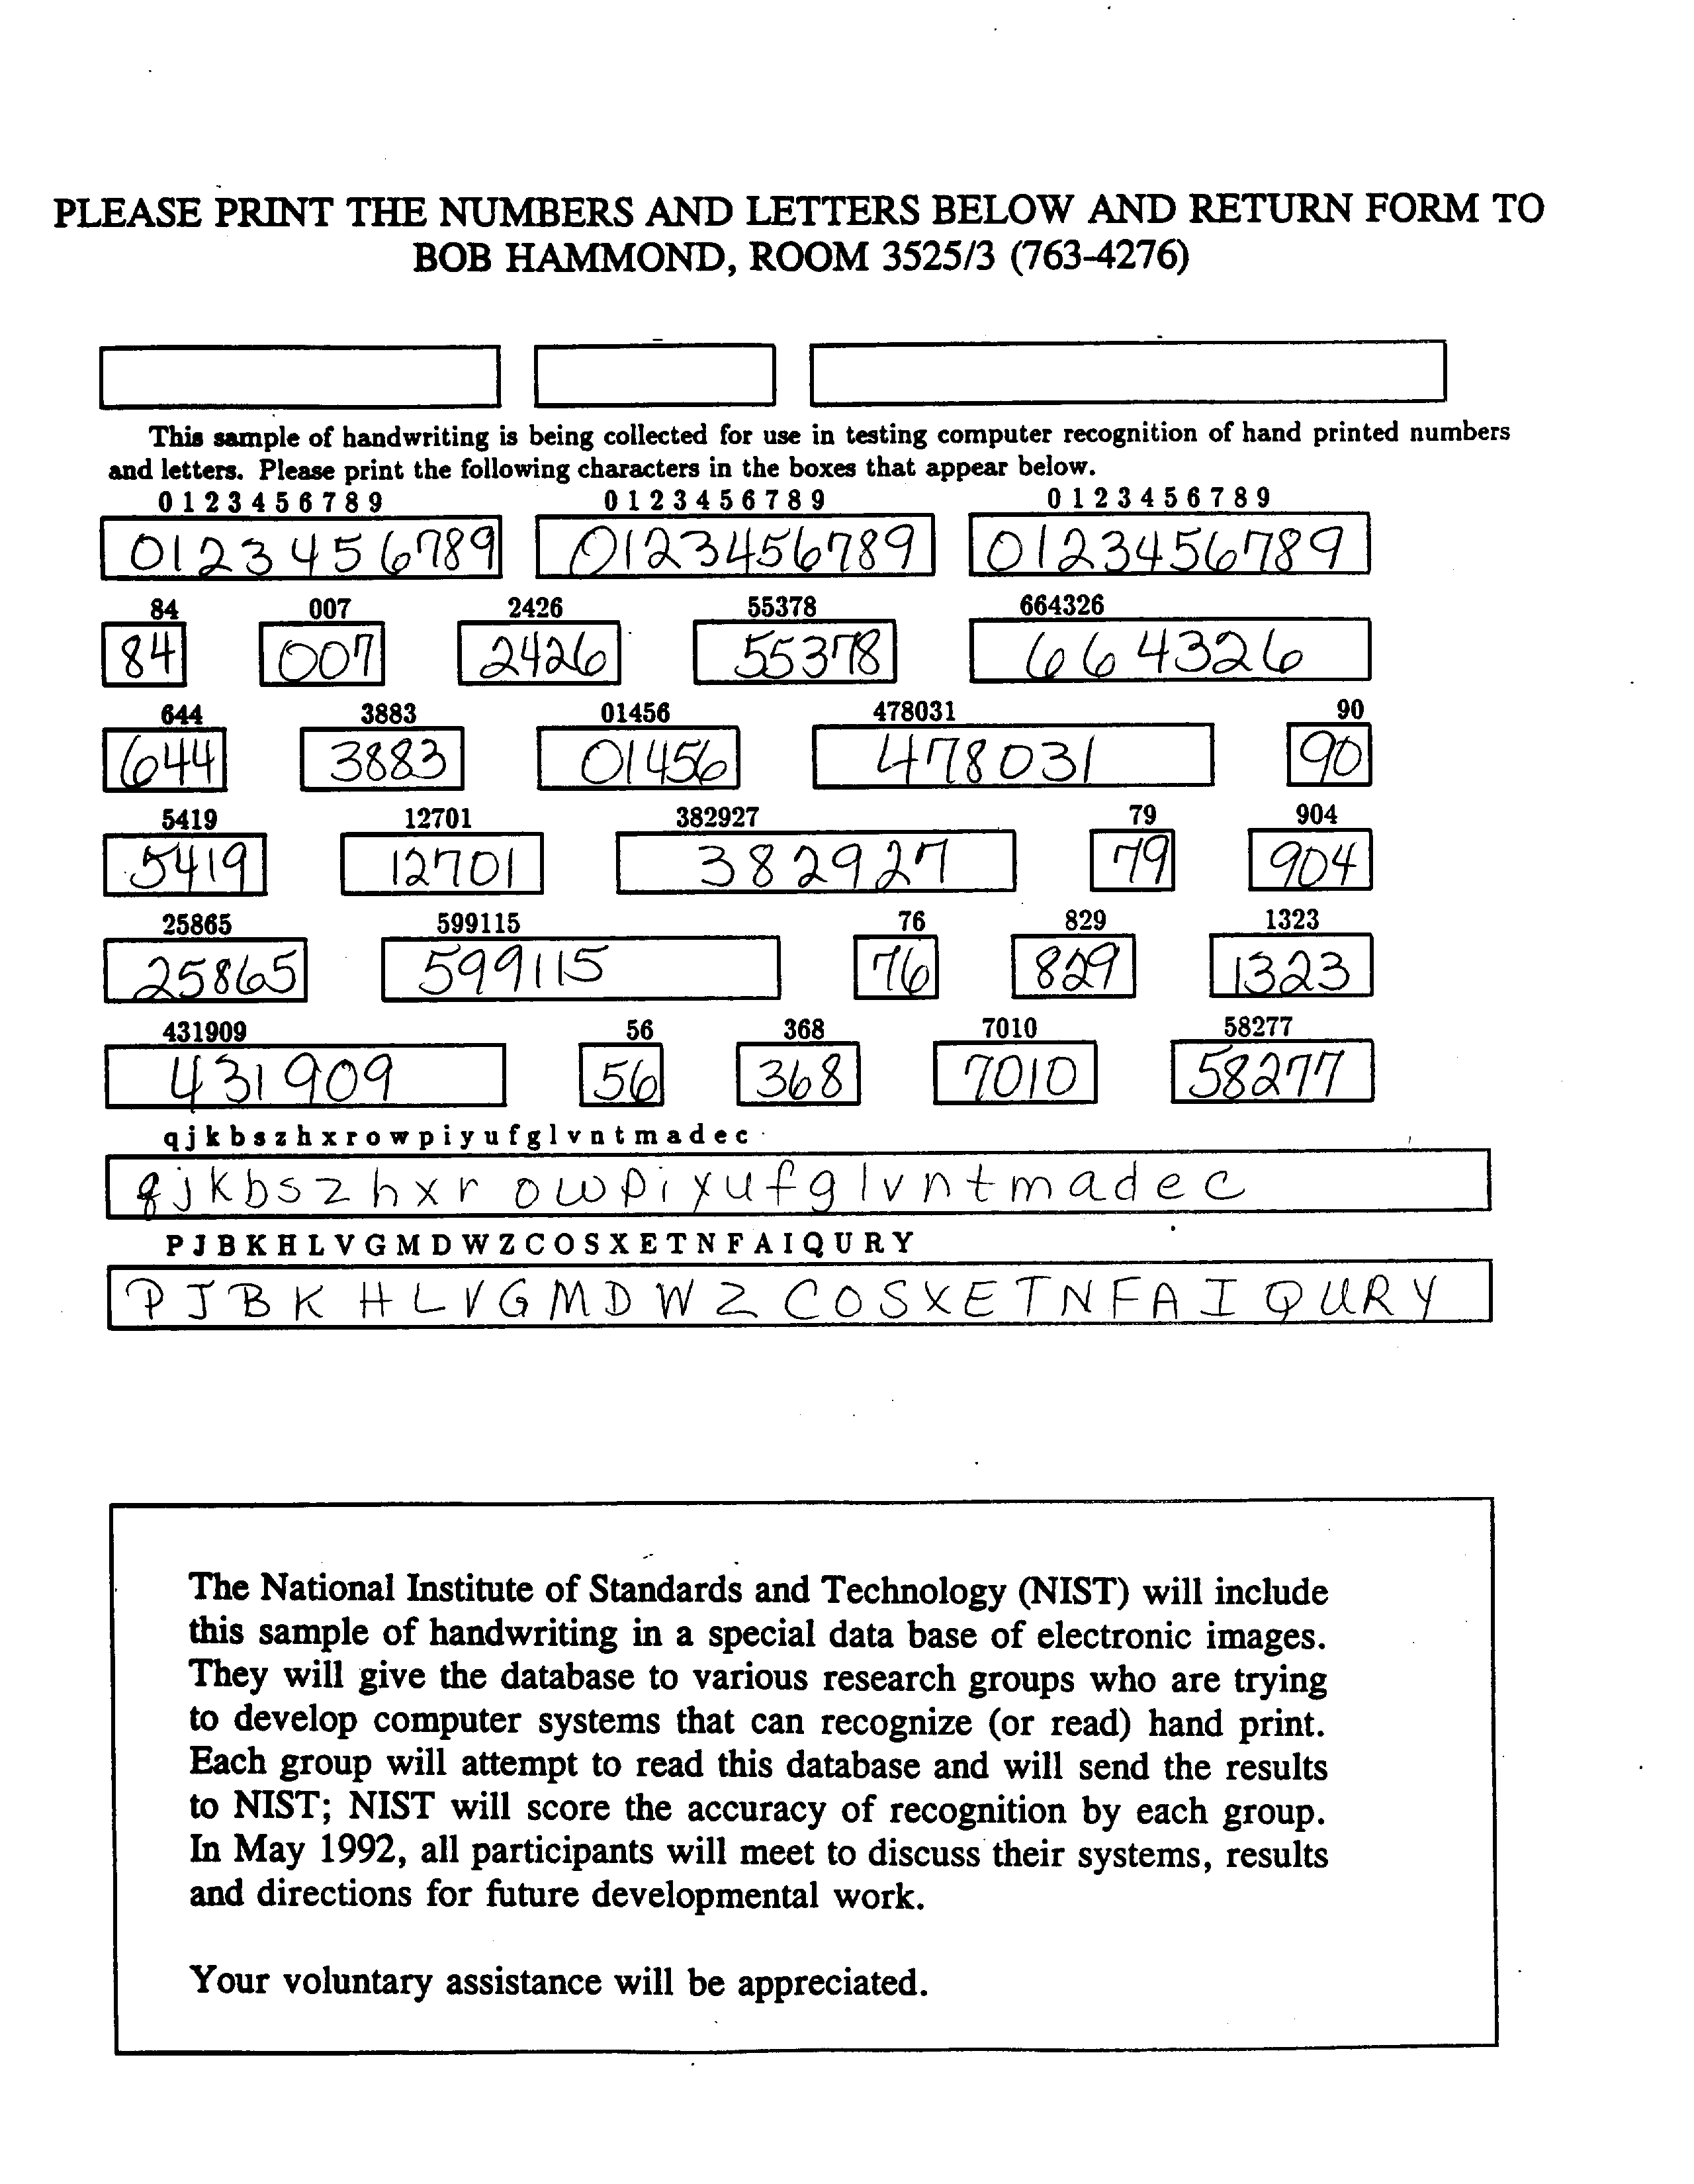 PLEASE PRINT THE NUMBERS AND LETTERS BELOW AND RETURN FORM TO
BOB HAMMOND, ROOM 3525/3 (763-4276)
This sample of handwriting is being collected for use in testing computer recognition of hand printed numbers
and letters. Please print the following characters in the boxes that appear below.
0 1 2 3 4 5 6 7 8 9 0 1 2 3 4 5 6 7 8 9 0 1 2 3 4 5 6 7 8 9
0123456789 0123456789 0123456789
84 007 2426 55378 664326
84 007 2426 55378 664326
644 3883 01456 478031 90
644 3883 01456 478031 90
5419 12701 382927 79 904
5419 12701 382927 79 904
25865 599115 76 829 1323
25865 599115 76 829 1323
431909 56 368 7010 58277
431909 56 368 7010 58277
q j k b s z h x r o w p i y u f g l v n t m a d e c
q j k b s z h x r o w p i y u f g l v n t m a d e c
P J B K H L V G M D W Z C O S X E T N F A I Q U R Y
P J B K H L V G M D W Z C O S X E T N F A I Q U R Y
The National Institute of Standards and Technology (NIST) will include
this sample of handwriting in a special data base of electronic images.
They will give the database to various research groups who are trying
to develop computer systems that can recognize (or read) hand print.
Each group will attempt to read this database and will send the results
to NIST; NIST will score the accuracy of recognition by each group.
In May 1992, all participants will meet to discuss their systems, results
and directions for future developmental work.
Your voluntary assistance will be appreciated.